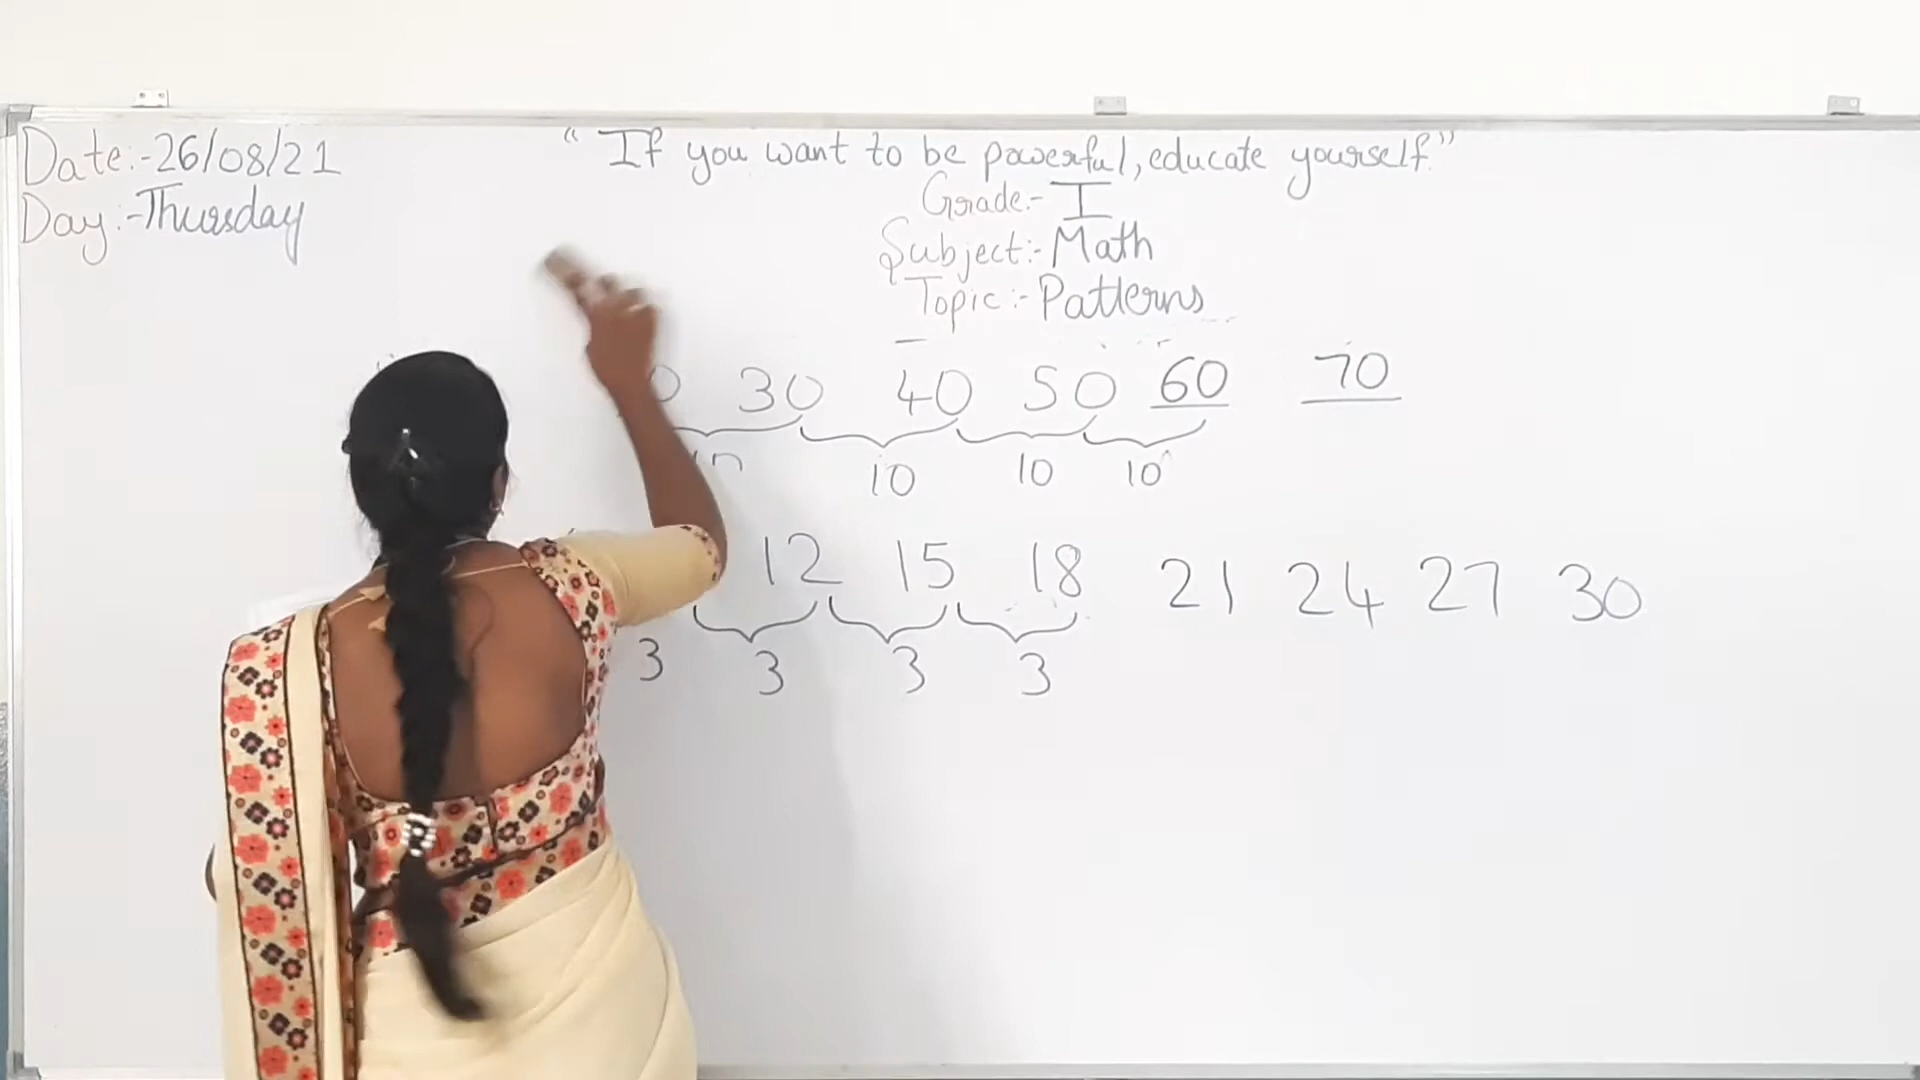 Date:-26/08/21
"If you want to be powerful, educate yourself."
Day:-Thursday
Grade:- I
Subject:- Math
Topic:- Patterns
30 40 50 60 70
10 10 10
12 15 18 21 24 27 30
3 3 3 3